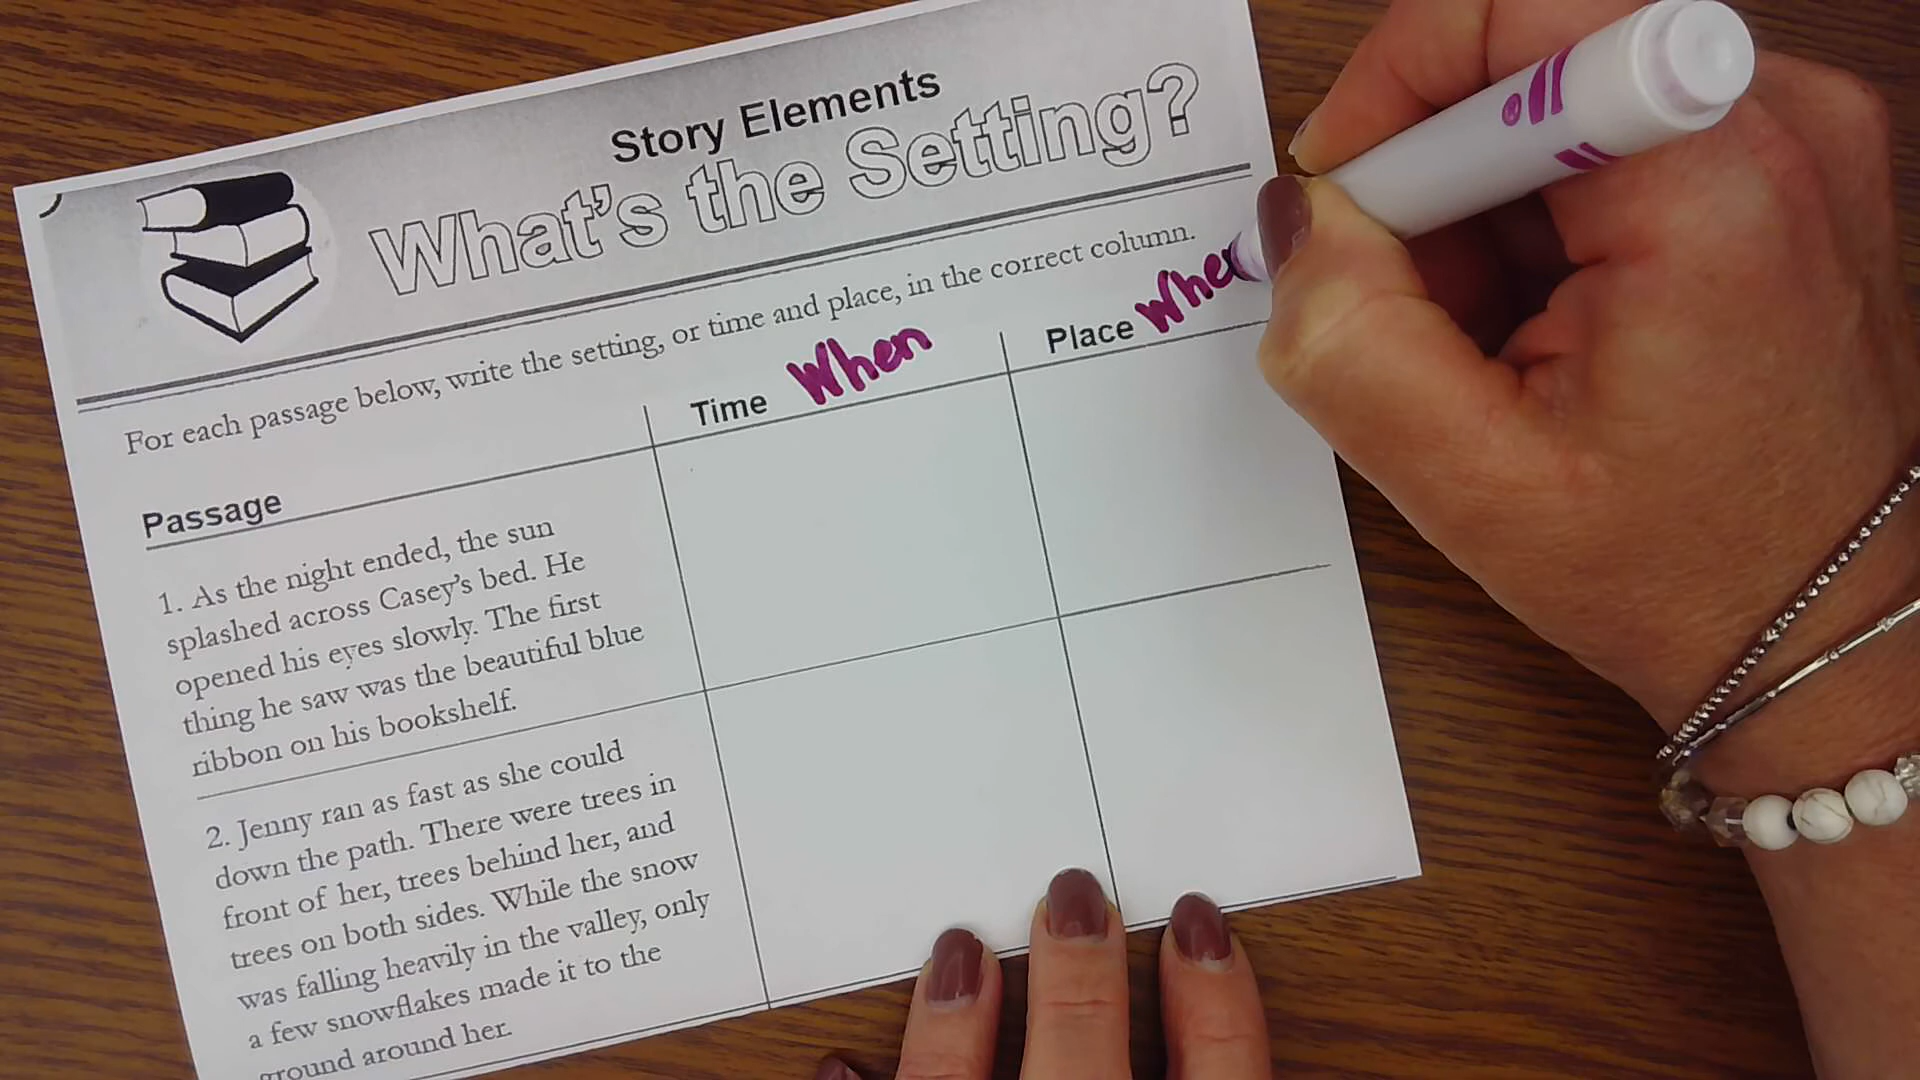 Story Elements
What's the Setting?
For each passage below, write the setting, or time and place, in the correct column.
Passage
Time When
Place
1. As the night ended, the sun
splashed across Casey's bed. He
opened his eyes slowly. The first
thing he saw was the beautiful blue
ribbon on his bookshelf.
2. Jenny ran as fast as she could
down the path. There were trees in
front of her, trees behind her, and
trees on both sides. While the snow
was falling heavily in the valley, only
a few snowflakes made it to the
ground around her.